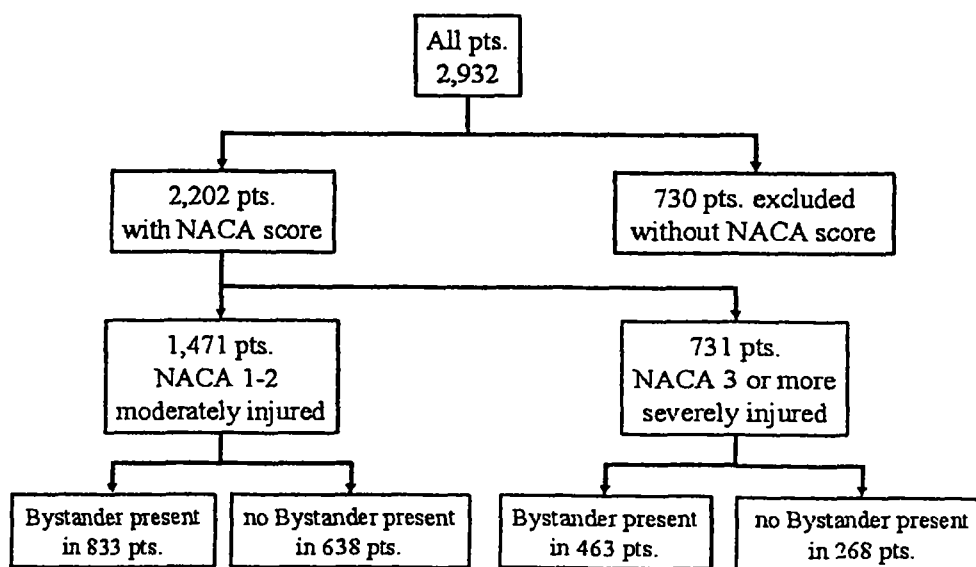 All pts.
2,932
2,202 pts.
with NACA score
730 pts. excluded
without NACA score
1,471 pts.
NACA 1-2
moderately injured
731 pts.
NACA 3 or more
severely injured
Bystander present
in 833 pts.
no Bystander present
in 638 pts.
Bystander present
in 463 pts.
no Bystander present
in 268 pts.